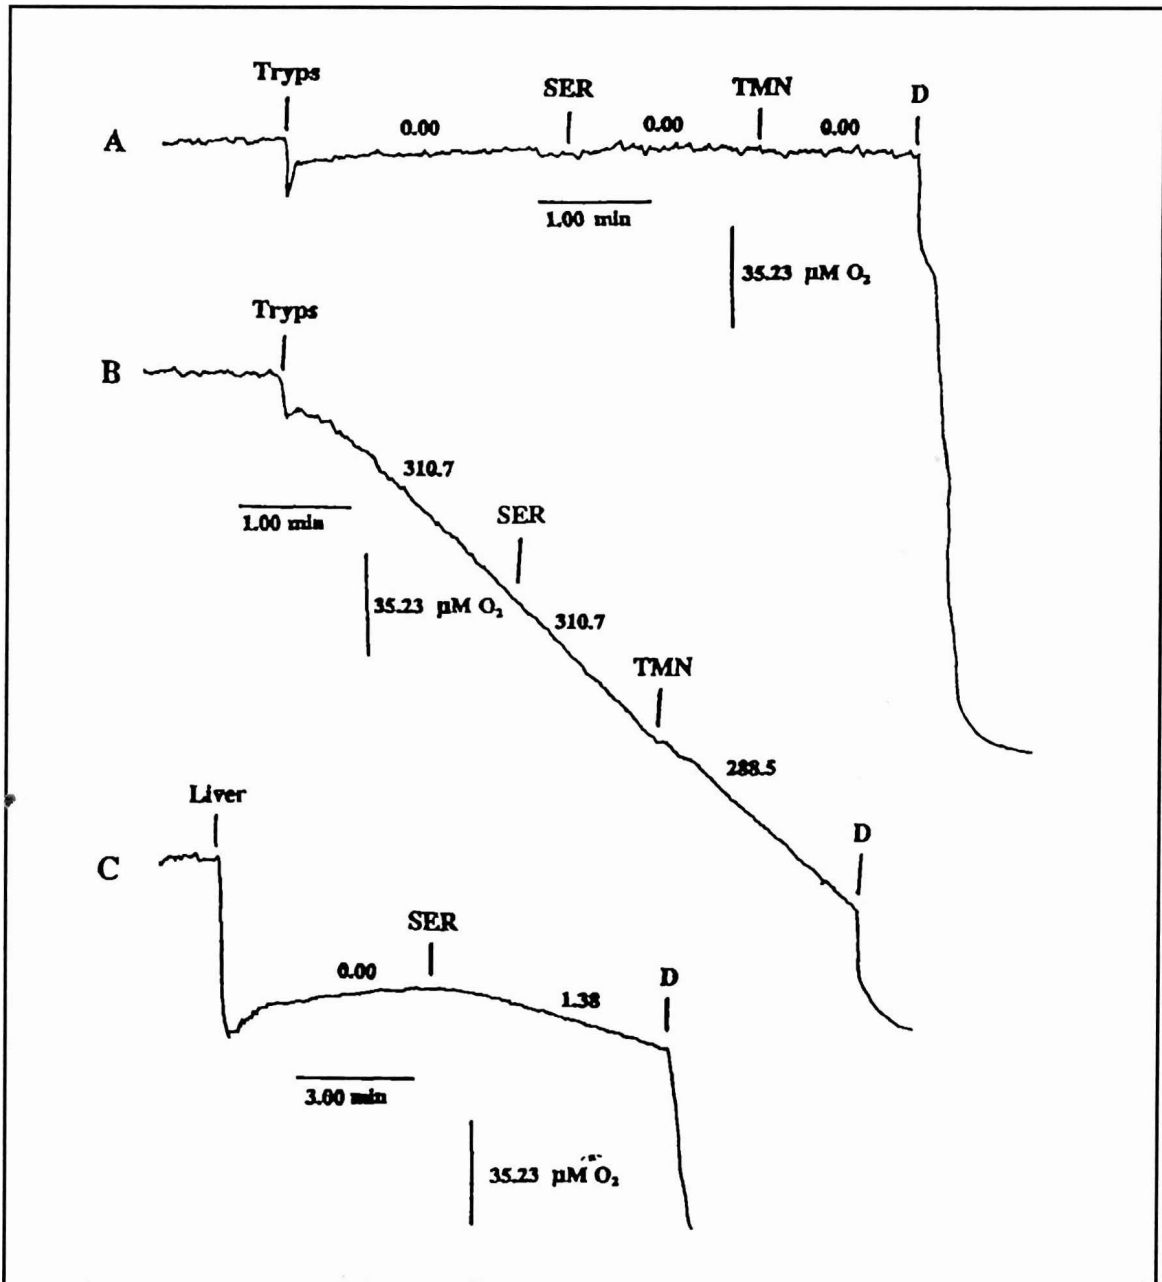 Tryps
SER
TMN
D
A
0.00
0.00
0.00
1.00 min
35.23 µM O₂
Tryps
B
310.7
1.00 min
SER
35.23 µM O₂
310.7
TMN
288.5
Liver
D
C
SER
0.00
D
1.38
3.00 min
35.23 µM O₂